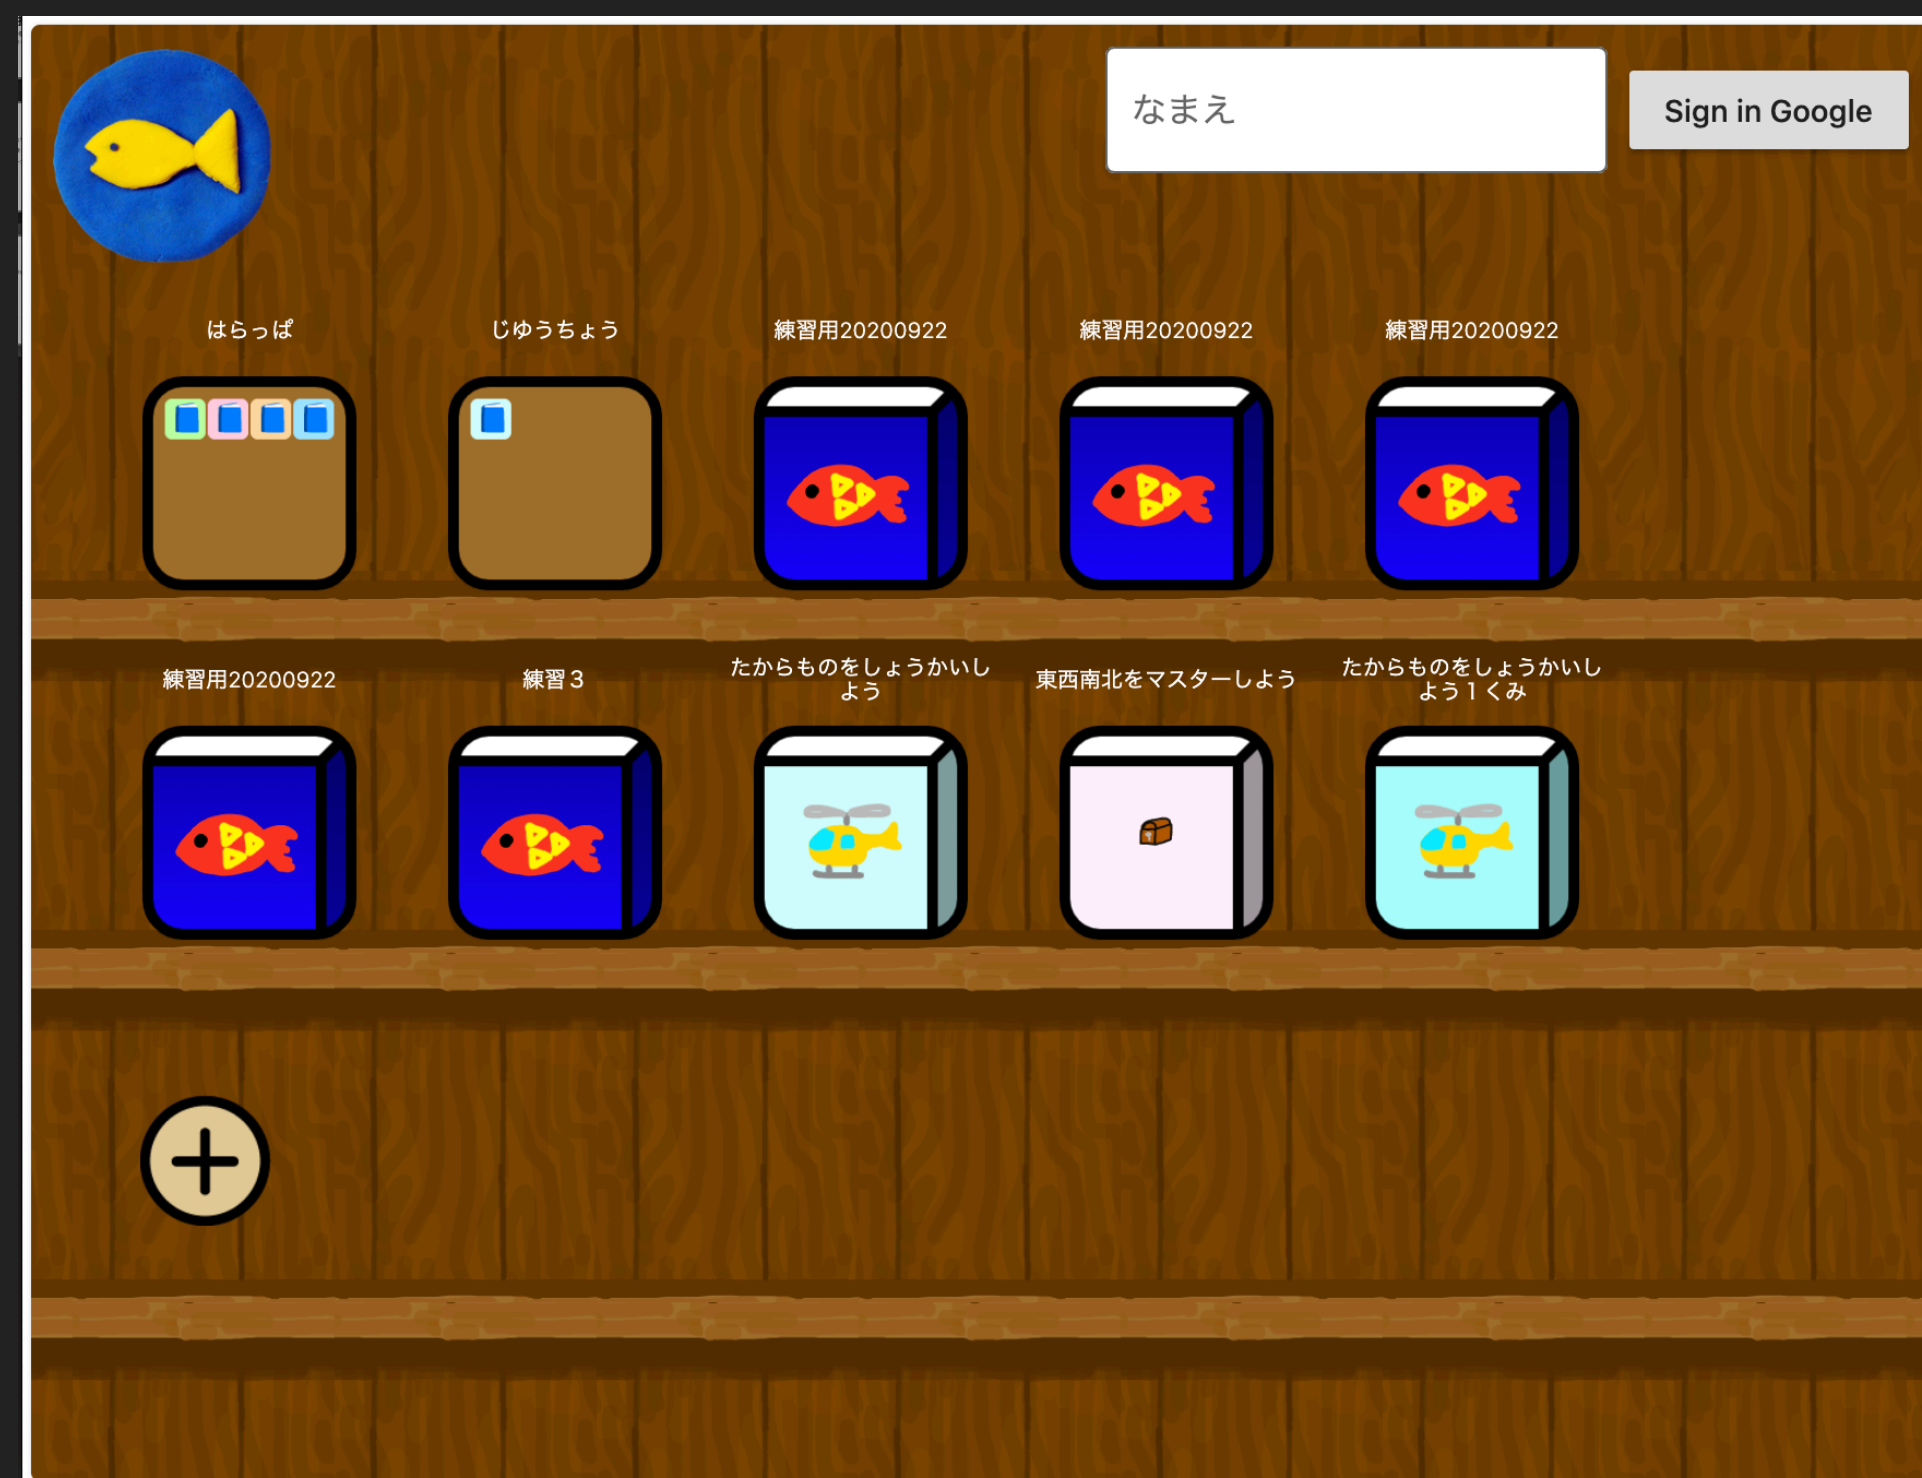 なまえ
Sign in Google
はらっぱ
じゆうちょう
練習用20200922
練習用20200922
練習用20200922
練習用20200922
練習３
たからものをしょうかいし
よう
東西南北をマスターしよう
たからものをしょうかいし
よう１くみ